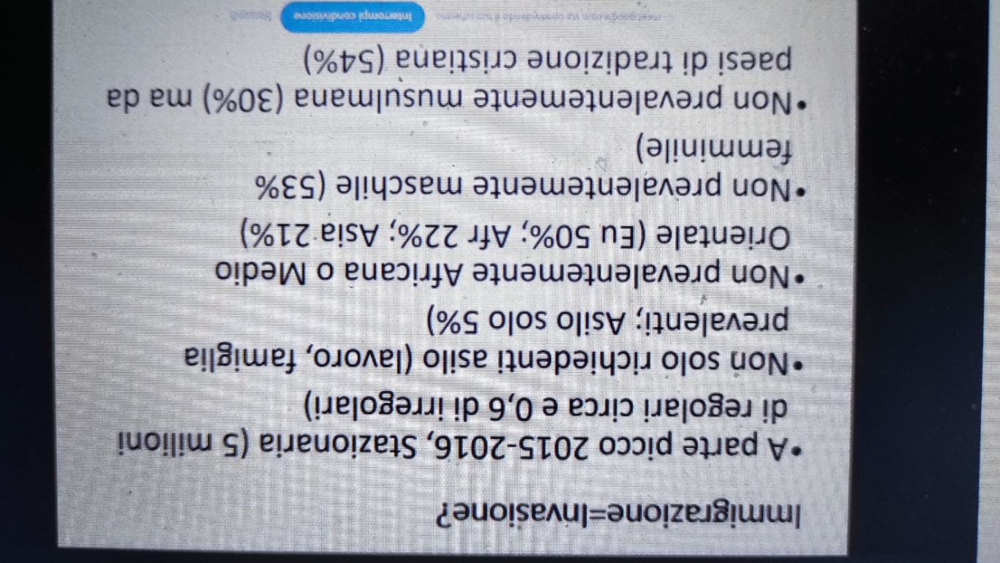 Immigrazione=Invasione?
•A parte picco 2015-2016, Stazionaria (5 milioni
di regolari circa e 0,6 di irregolari)
•Non solo richiedenti asilo (lavoro, famiglia
prevalenti; Asilo solo 5%)
•Non prevalentemente Africana o Medio
Orientale (Eu 50%; Afr 22%; Asia 21%)
•Non prevalentemente maschile (53%
femminile)
•Non prevalentemente musulmana (30%) ma da
paesi di tradizione cristiana (54%)
meet.google.com sta condividendo il tuo schermo. Interrompi condivisione Nascondi